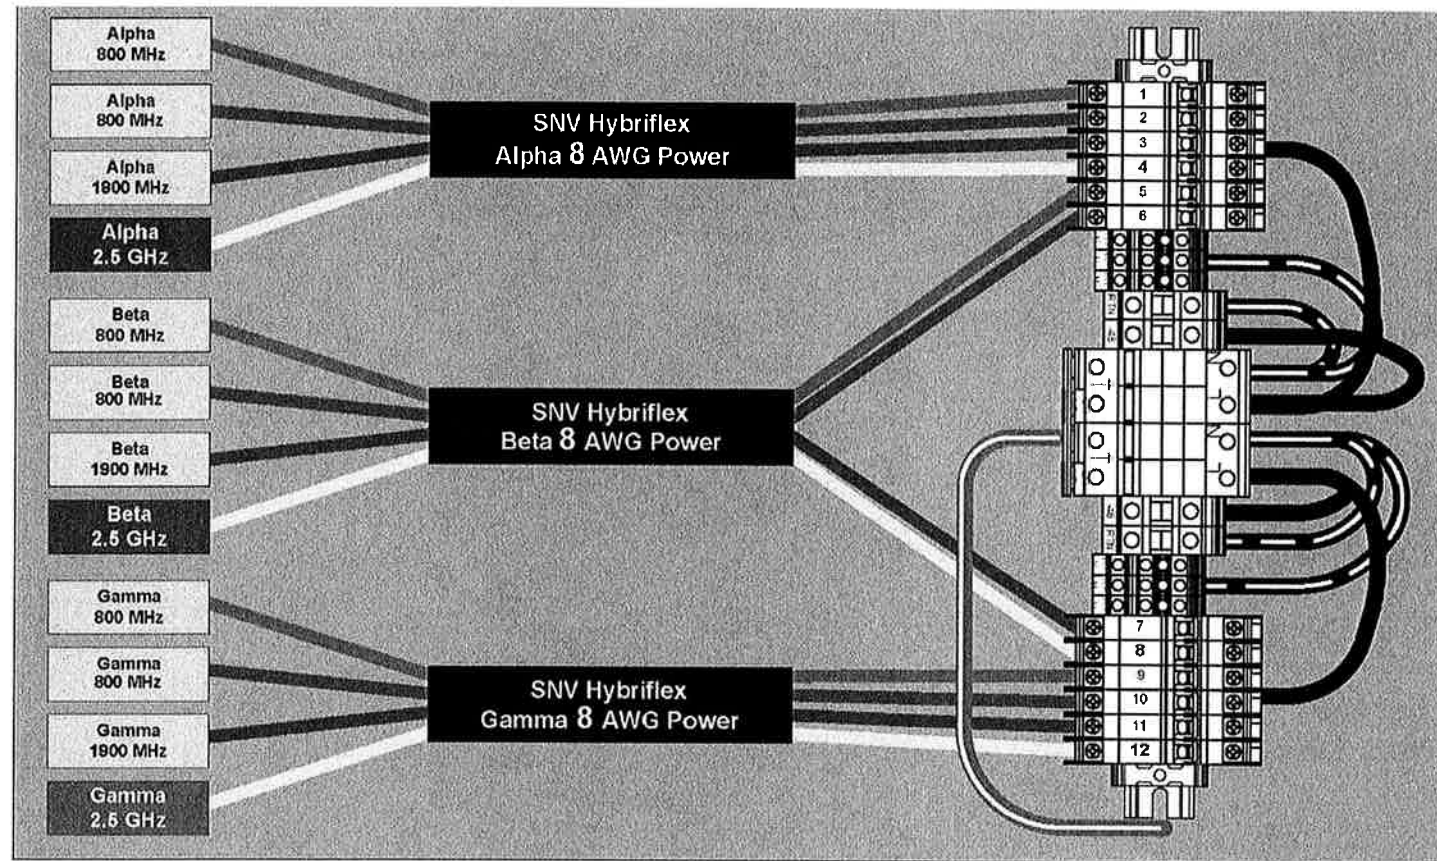 Alpha
800 MHz
Alpha
800 MHz
Alpha
1900 MHz
Alpha
2.5 GHz
SNV Hybriflex
Alpha 8 AWG Power
Beta
800 MHz
Beta
800 MHz
Beta
1900 MHz
Beta
2.5 GHz
SNV Hybriflex
Beta 8 AWG Power
Gamma
800 MHz
Gamma
800 MHz
Gamma
1900 MHz
Gamma
2.5 GHz
SNV Hybriflex
Gamma 8 AWG Power
1
2
3
4
5
6
RTN
N
L
N
L
RTN
7
8
9
10
11
12